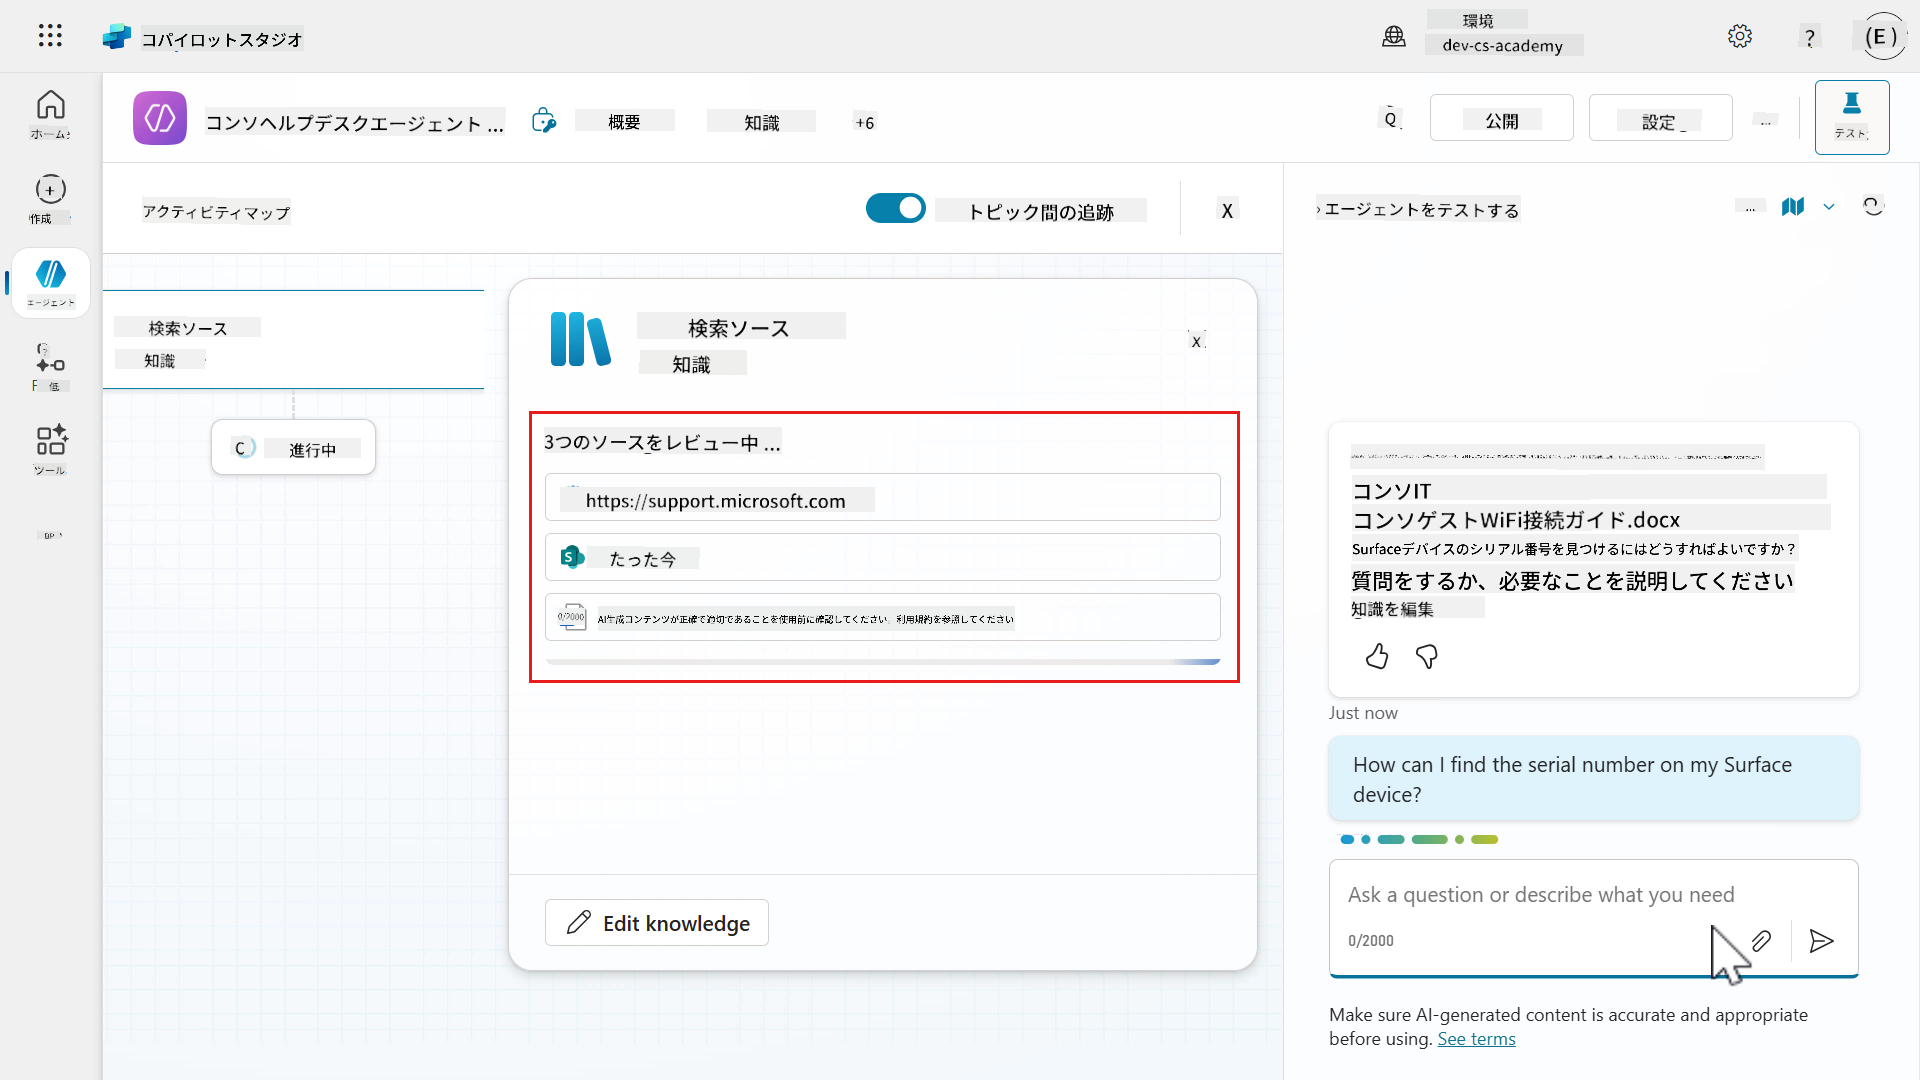 コパイロットスタジオ
環境
dev-cs-academy
?
(E)
ホーム
作成
エージェント
低
ツール
コンソヘルプデスクエージェント ...
概要
知識
+6
Q
公開
設定
...
テスト
アクティビティマップ
トピック間の追跡
X
検索ソース
知識
C 進行中
検索ソース
知識
x
3つのソースをレビュー中 ...
https://support.microsoft.com
たった今
0/2000 AI生成コンテンツが正確で適切であることを使用前に確認してください。利用規約を参照してください
Edit knowledge
エージェントをテストする
...
コンソIT
コンソゲストWiFi接続ガイド.docx
Surfaceデバイスのシリアル番号を見つけるにはどうすればよいですか？
質問をするか、必要なことを説明してください
知識を編集
Just now
How can I find the serial number on my Surface
device?
Ask a question or describe what you need
0/2000
Make sure AI-generated content is accurate and appropriate
before using. See terms